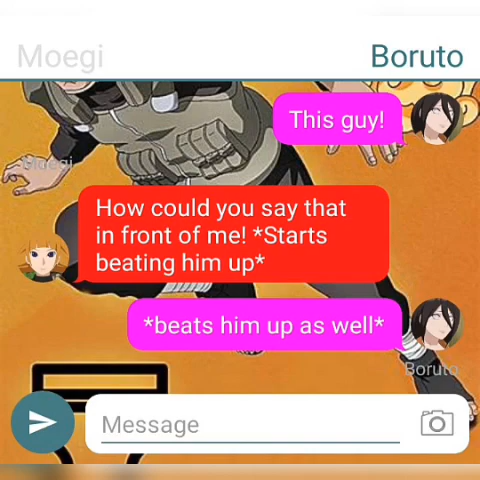 Moegi Boruto
This guy!
Moegi
How could you say that
in front of me! *Starts
beating him up*
*beats him up as well*
Boruto
Message